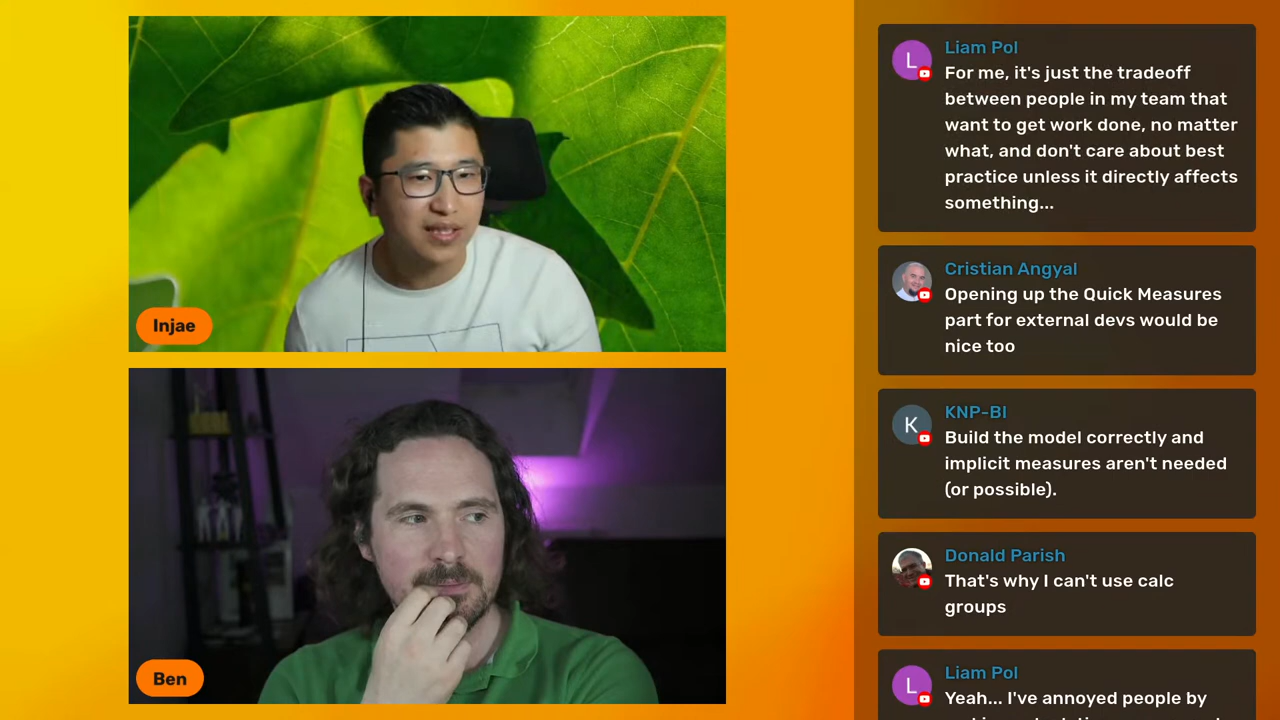 Injae
Ben
L
Liam Pol
For me, it's just the tradeoff
between people in my team that
want to get work done, no matter
what, and don't care about best
practice unless it directly affects
something...
Cristian Angyal
Opening up the Quick Measures
part for external devs would be
nice too
K
KNP-BI
Build the model correctly and
implicit measures aren't needed
(or possible).
Donald Parish
That's why I can't use calc
groups
L
Liam Pol
Yeah... I've annoyed people by